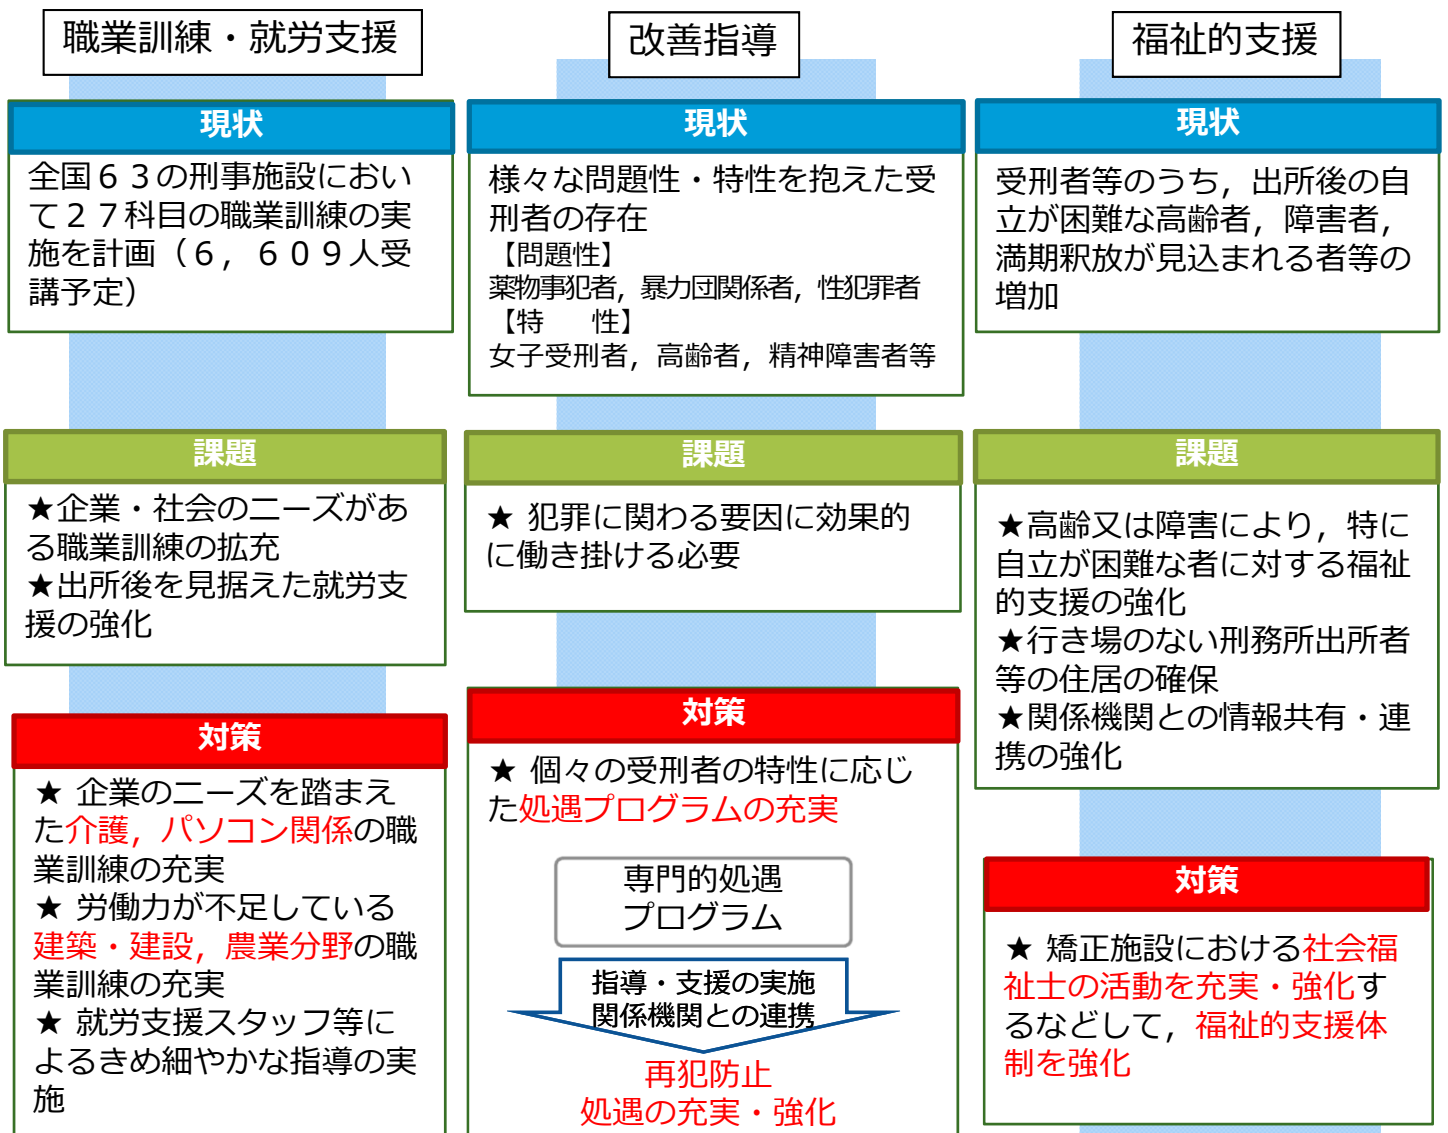 職業訓練・就労支援
現状
全国６３の刑事施設におい
て２７科目の職業訓練の実
施を計画（６，６０９人受
講予定）
課題
★企業・社会のニーズがあ
る職業訓練の拡充
★出所後を見据えた就労支
援の強化
対策
★ 企業のニーズを踏まえ
た介護，パソコン関係の職
業訓練の充実
★ 労働力が不足している
建築・建設，農業分野の職
業訓練の充実
★ 就労支援スタッフ等に
よるきめ細やかな指導の実
施
改善指導
現状
様々な問題性・特性を抱えた受
刑者の存在
【問題性】
薬物事犯者，暴力団関係者，性犯罪者
【特　　性】
女子受刑者，高齢者，精神障害者等
課題
★ 犯罪に関わる要因に効果的
に働き掛ける必要
対策
★ 個々の受刑者の特性に応じ
た処遇プログラムの充実
専門的処遇
プログラム
指導・支援の実施
関係機関との連携
再犯防止
処遇の充実・強化
福祉的支援
現状
受刑者等のうち，出所後の自
立が困難な高齢者，障害者，
満期釈放が見込まれる者等の
増加
課題
★高齢又は障害により，特に
自立が困難な者に対する福祉
的支援の強化
★行き場のない刑務所出所者
等の住居の確保
★関係機関との情報共有・連
携の強化
対策
★ 矯正施設における社会福
祉士の活動を充実・強化す
るなどして，福祉的支援体
制を強化